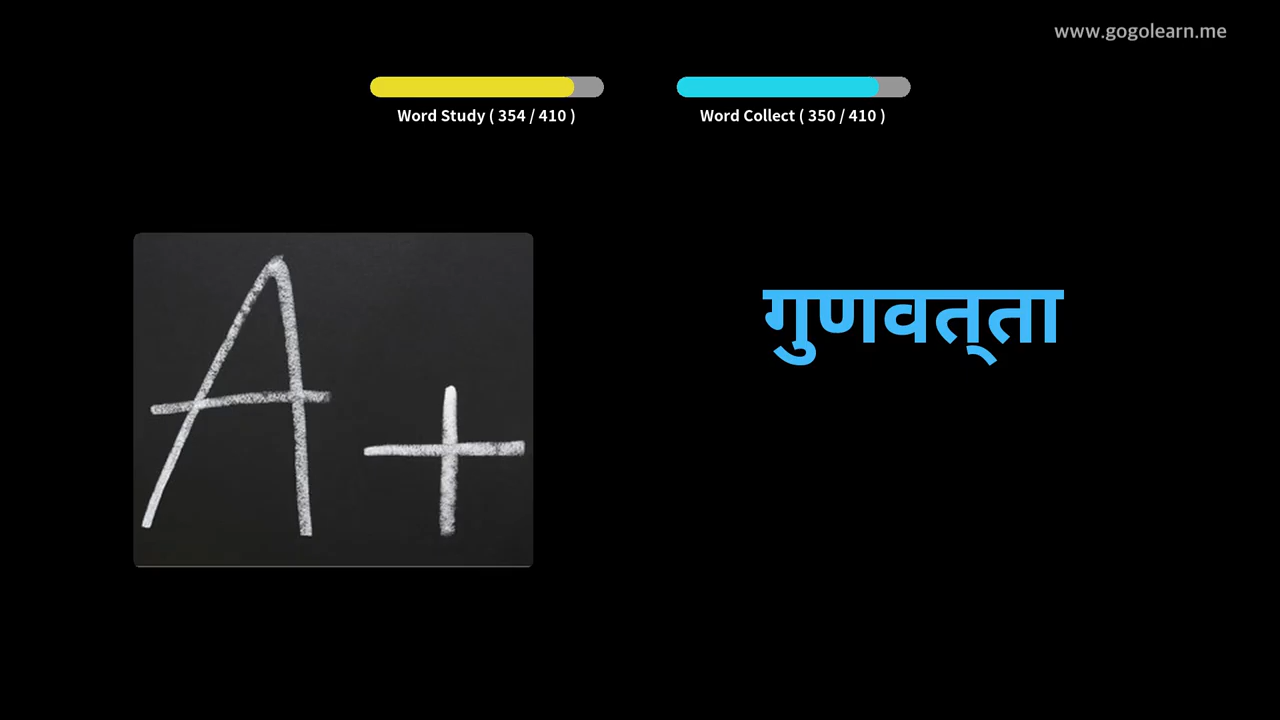 www.gogolearn.me
Word Study ( 354 / 410 )
Word Collect ( 350 / 410 )
A+
गुणवत्‌ता